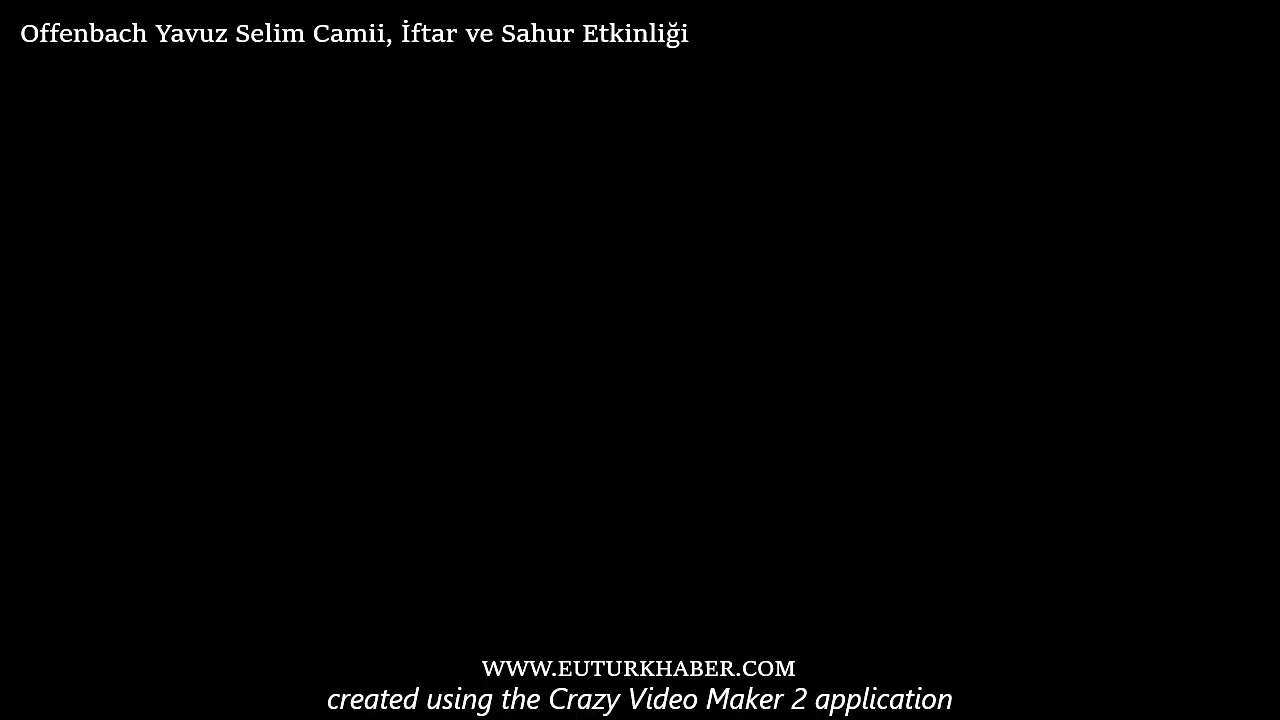 Offenbach Yavuz Selim Camii, İftar ve Sahur Etkinliği
WWW.EUTURKHABER.COM
created using the Crazy Video Maker 2 application